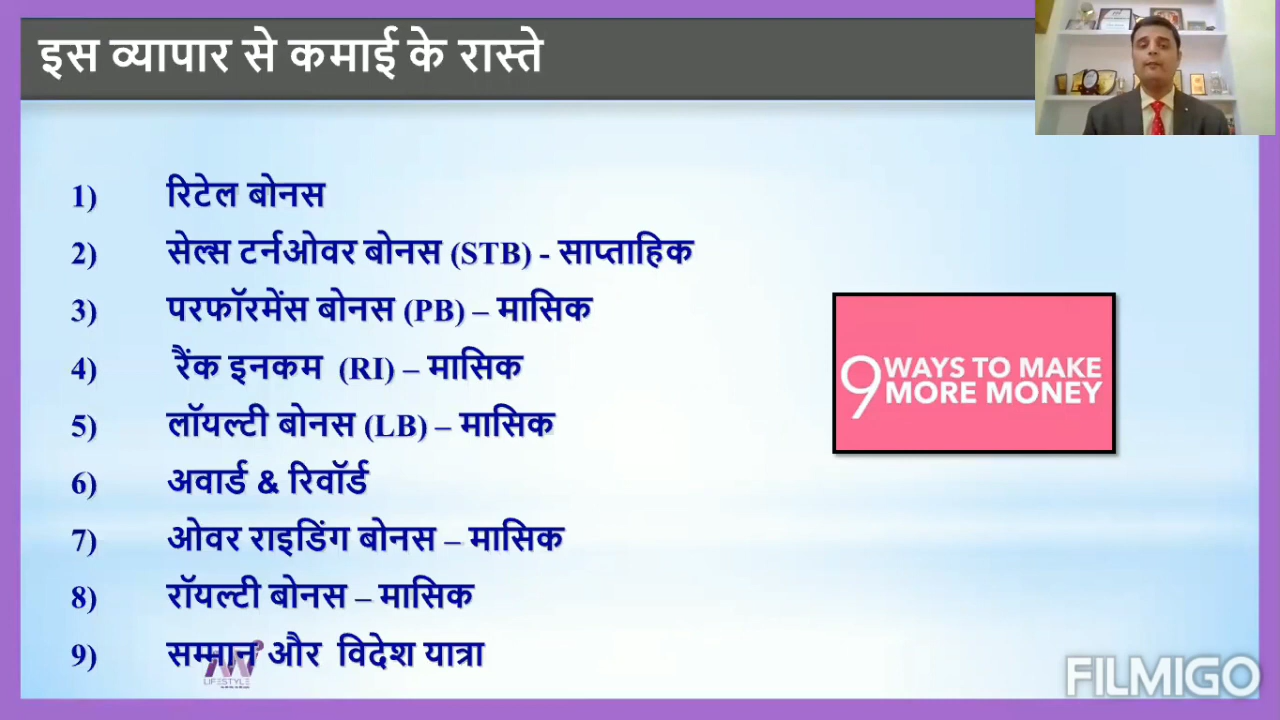 इस व्यापार से कमाई के रास्ते
1) रिटेल बोनस
2) सेल्स टर्नओवर बोनस (STB) - साप्ताहिक
3) परफॉरमेंस बोनस (PB) – मासिक
4) रैंक इनकम (RI) – मासिक
5) लॉयल्टी बोनस (LB) – मासिक
6) अवार्ड & रिवॉर्ड
7) ओवर राइडिंग बोनस – मासिक
8) रॉयल्टी बोनस – मासिक
9) सम्मान और विदेश यात्रा
9 WAYS TO MAKE
MORE MONEY
LIFESTYLE
FILMIGO